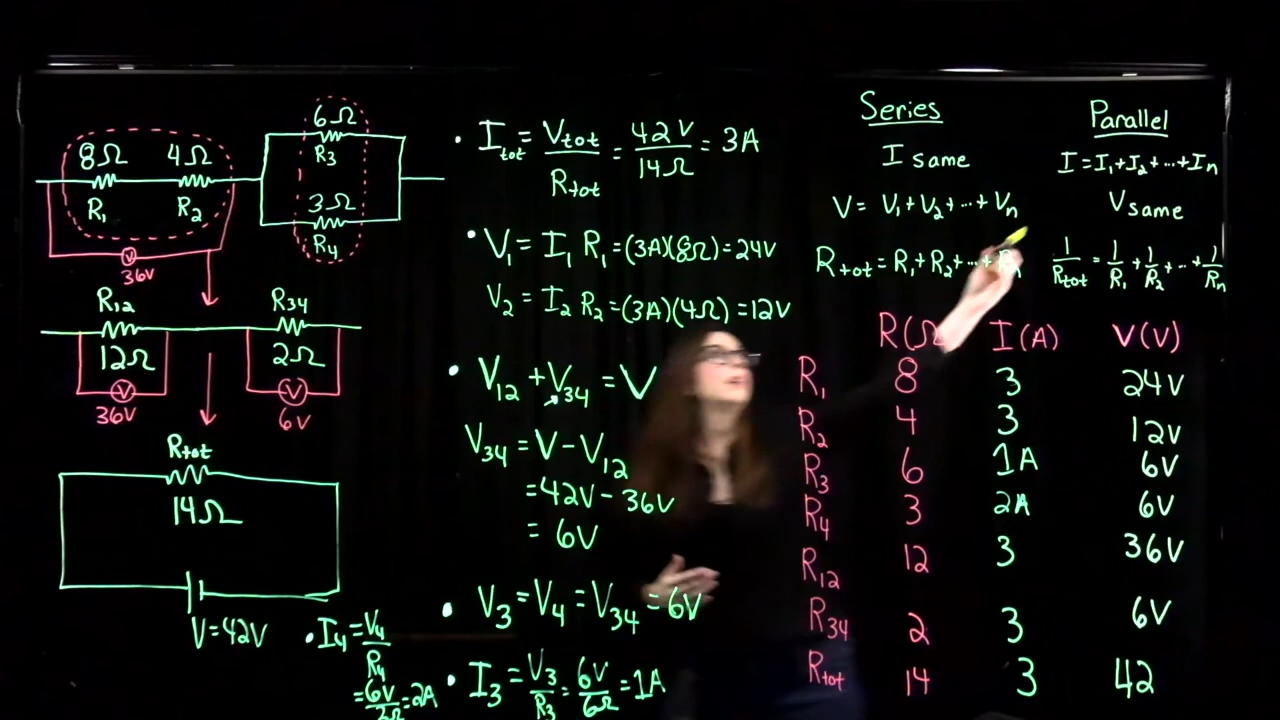 6Ω
R₃
8Ω 4Ω
R₁ R₂
3Ω
R₄
V
36V
R₁₂ R₃₄
12Ω 2Ω
V V
36V 6V
Rtot
14Ω
V=42V
• Itot = Vtot/Rtot = 42V/14Ω = 3A
• V₁ = I₁ R₁ = (3A)(8Ω) = 24V
V₂ = I₂ R₂ = (3A)(4Ω) = 12V
• V₁₂ + V₃₄ = V
V₃₄ = V - V₁₂
= 42V - 36V
= 6V
• V₃ = V₄ = V₃₄ = 6V
• I₄ = V₄/R₄
= 6V/3Ω = 2A
• I₃ = V₃/R₃ = 6V/6Ω = 1A
Series
I same
V = V₁ + V₂ + ... + Vn
Rtot = R₁ + R₂ + ... + Rn
Parallel
I = I₁ + I₂ + ... + In
V same
1/Rtot = 1/R₁ + 1/R₂ + ... + 1/Rn
R(Ω I(A) V(V)
R₁ 8 3 24V
R₂ 4 3 12V
R₃ 6 1A 6V
R₄ 3 2A 6V
R₁₂ 12 3 36V
R₃₄ 2 3 6V
Rtot 14 3 42